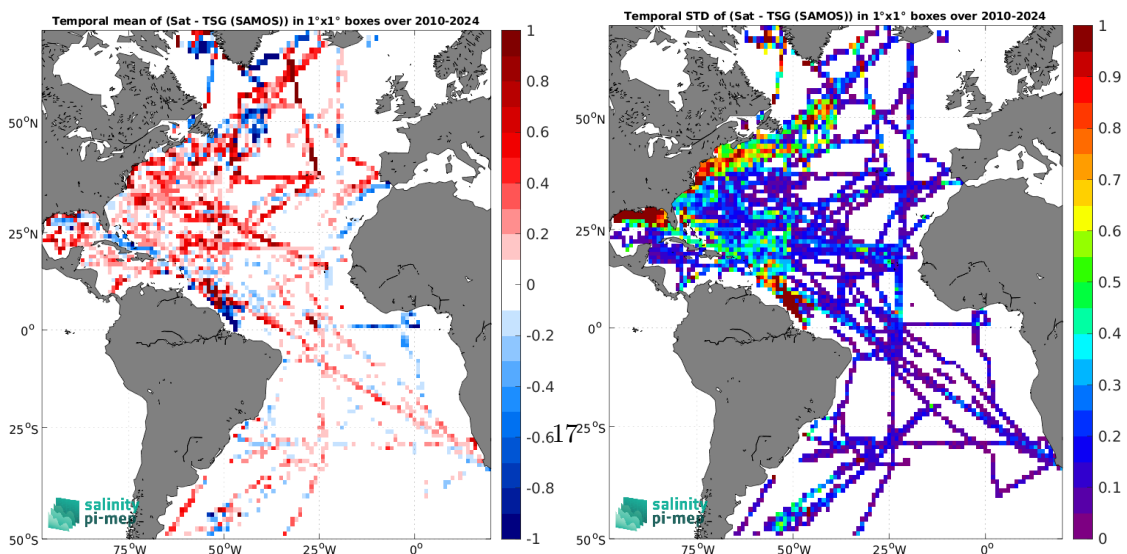 Temporal mean of (Sat - TSG (SAMOS)) in 1°x1° boxes over 2010-2024
1
0.8
0.6
0.4
0.2
0
-0.2
-0.4
-0.6
-0.8
-1
50°N
25°N
0°
25°S
50°S
75°W
50°W
25°W
0°
salinity
pi-mep
17
Temporal STD of (Sat - TSG (SAMOS)) in 1°x1° boxes over 2010-2024
1
0.9
0.8
0.7
0.6
0.5
0.4
0.3
0.2
0.1
0
50°N
25°N
0°
25°S
50°S
75°W
50°W
25°W
0°
salinity
pi-mep